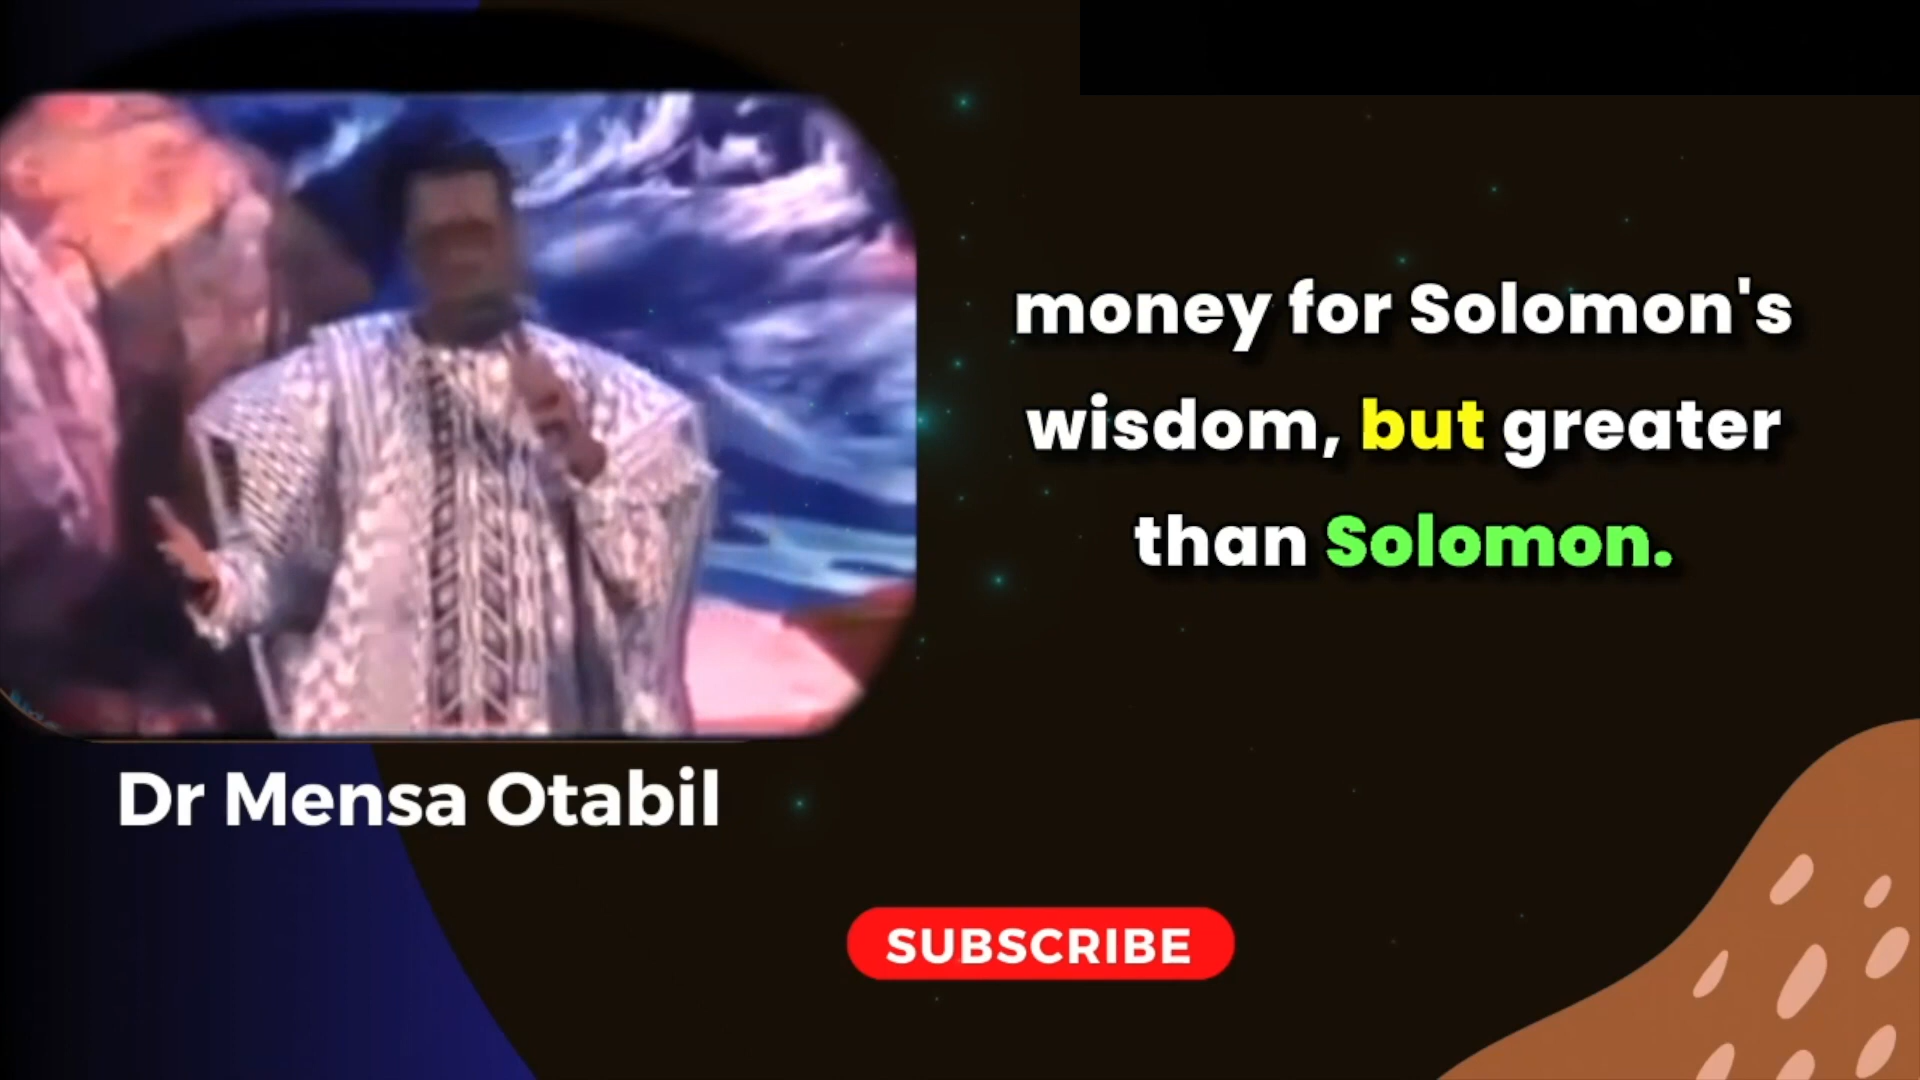 money for Solomon's
wisdom, but greater
than Solomon.
Dr Mensa Otabil
SUBSCRIBE